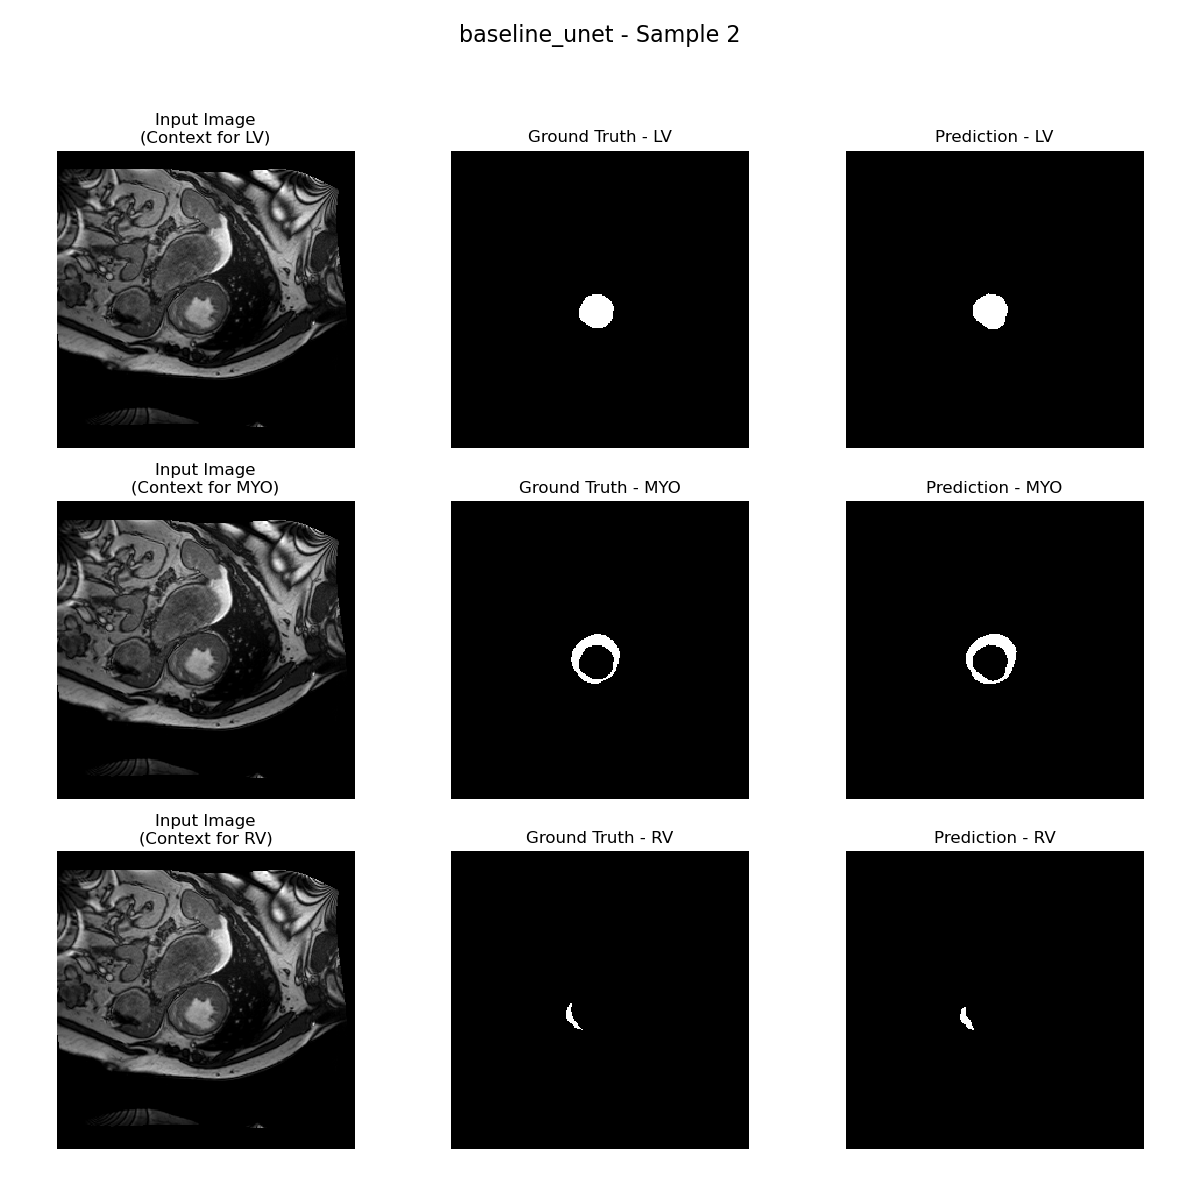 baseline_unet - Sample 2
Input Image
(Context for LV)
Ground Truth - LV
Prediction - LV
Input Image
(Context for MYO)
Ground Truth - MYO
Prediction - MYO
Input Image
(Context for RV)
Ground Truth - RV
Prediction - RV